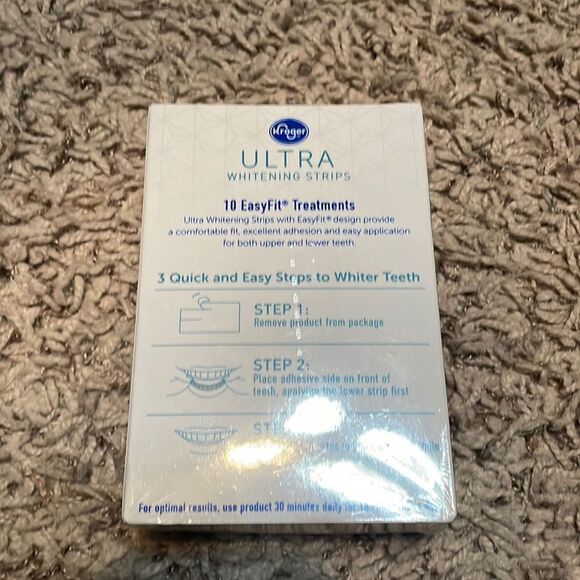 Kroger
ULTRA
WHITENING STRIPS
10 EasyFit® Treatments
Ultra Whitening Strips with EasyFit® design provide
a comfortable fit, excellent adhesion and easy application
for both upper and lower teeth.
3 Quick and Easy Steps to Whiter Teeth
STEP 1:
Remove product from package
STEP 2:
Place adhesive side on front of
teeth, applying the lower strip first
For optimal results, use product 30 minutes daily for